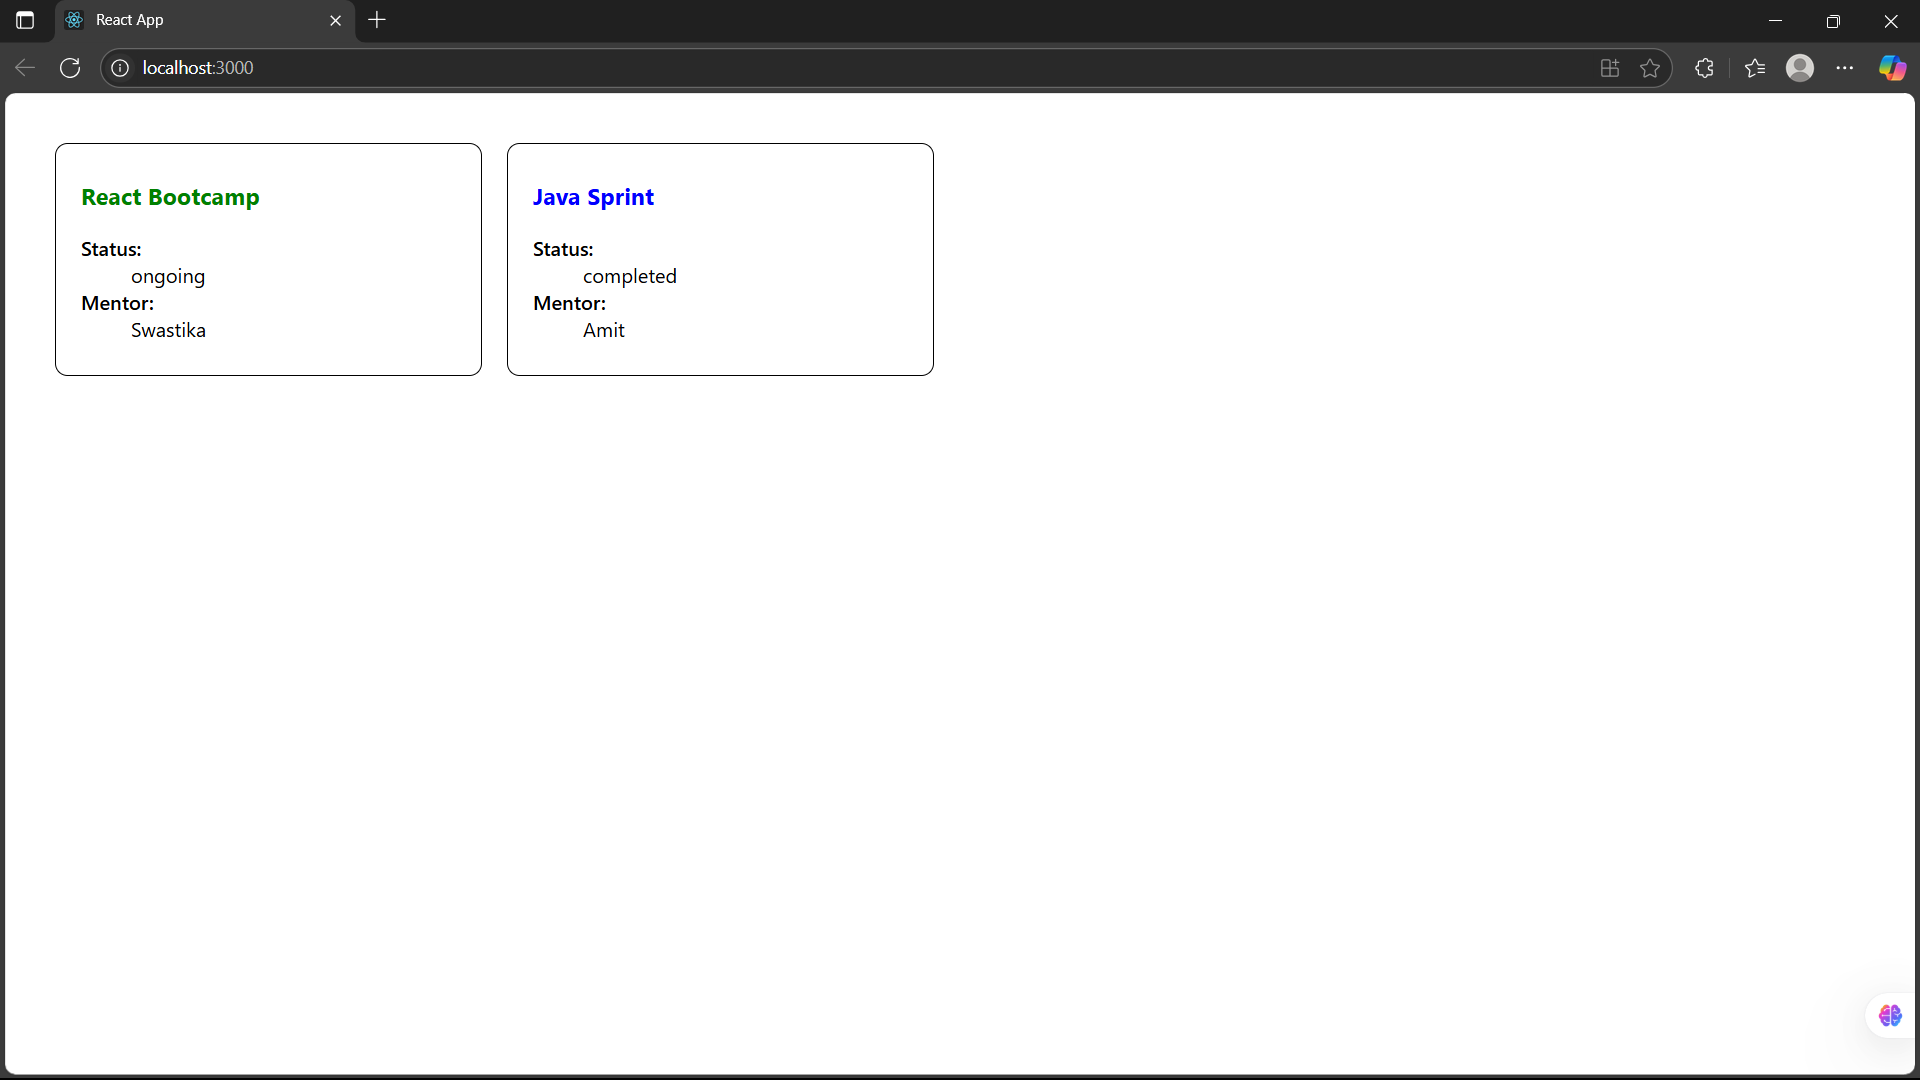 React App
localhost:3000
React Bootcamp
Status:
ongoing
Mentor:
Swastika
Java Sprint
Status:
completed
Mentor:
Amit